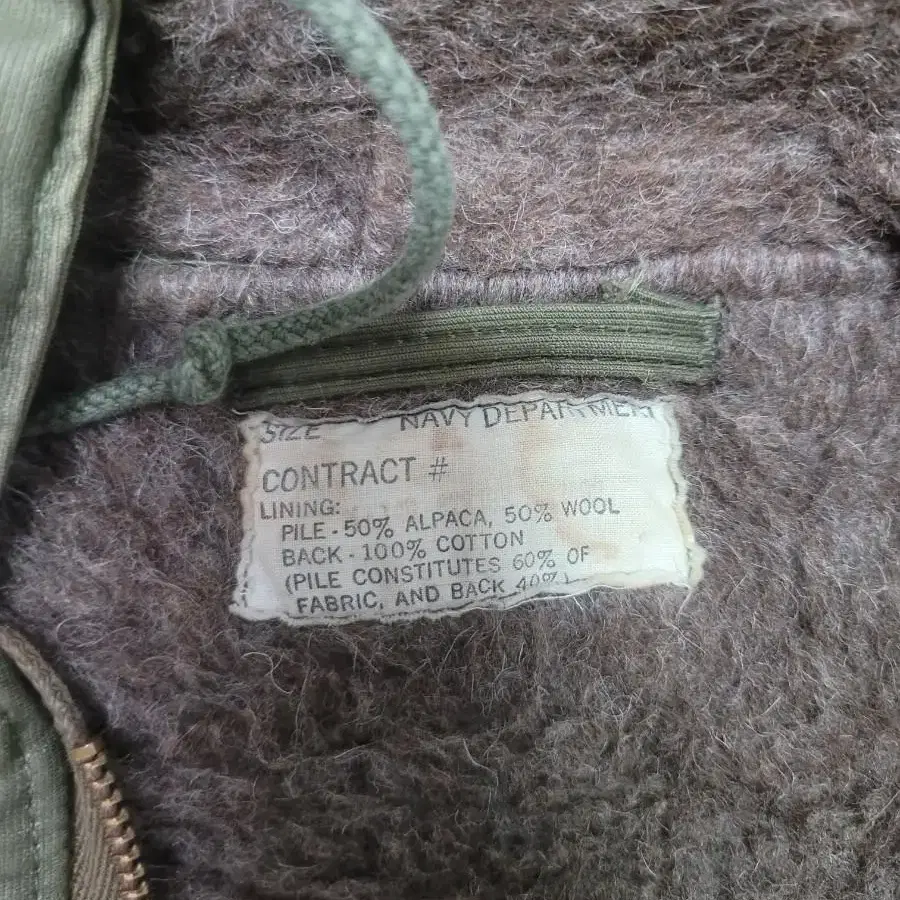 SIZE NAVY DEPARTMENT
CONTRACT #
LINING:
PILE - 50% ALPACA, 50% WOOL
BACK - 100% COTTON
(PILE CONSTITUTES 60% OF
FABRIC, AND BACK 40%)